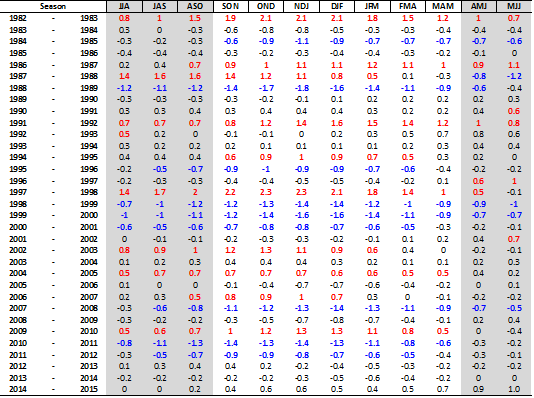 Season JJA JAS ASO SON OND NDJ DJF JFM FMA MAM AMJ MJJ
1982 - 1983 0.8 1 1.5 1.9 2.1 2.1 2.1 1.8 1.5 1.2 1 0.7
1983 - 1984 0.3 0 -0.3 -0.6 -0.8 -0.8 -0.5 -0.3 -0.3 -0.4 -0.4 -0.4
1984 - 1985 -0.3 -0.2 -0.3 -0.6 -0.9 -1.1 -0.9 -0.7 -0.7 -0.7 -0.7 -0.6
1985 - 1986 -0.4 -0.4 -0.4 -0.3 -0.2 -0.3 -0.4 -0.4 -0.3 -0.2 -0.1 0
1986 - 1987 0.2 0.4 0.7 0.9 1 1.1 1.1 1.2 1.1 1 0.9 1.1
1987 - 1988 1.4 1.6 1.6 1.4 1.2 1.1 0.8 0.5 0.1 -0.3 -0.8 -1.2
1988 - 1989 -1.2 -1.1 -1.2 -1.4 -1.7 -1.8 -1.6 -1.4 -1.1 -0.9 -0.6 -0.4
1989 - 1990 -0.3 -0.3 -0.3 -0.3 -0.2 -0.1 0.1 0.2 0.2 0.2 0.2 0.3
1990 - 1991 0.3 0.3 0.4 0.3 0.4 0.4 0.4 0.3 0.2 0.2 0.4 0.6
1991 - 1992 0.7 0.7 0.7 0.8 1.2 1.4 1.6 1.5 1.4 1.2 1 0.8
1992 - 1993 0.5 0.2 0 -0.1 -0.1 0 0.2 0.3 0.5 0.7 0.8 0.6
1993 - 1994 0.3 0.2 0.2 0.2 0.1 0.1 0.1 0.1 0.2 0.3 0.4 0.4
1994 - 1995 0.4 0.4 0.4 0.6 0.9 1 0.9 0.7 0.5 0.3 0.2 0
1995 - 1996 -0.2 -0.5 -0.7 -0.9 -1 -0.9 -0.9 -0.7 -0.6 -0.4 -0.2 -0.2
1996 - 1997 -0.2 -0.3 -0.3 -0.4 -0.4 -0.5 -0.5 -0.4 -0.2 0.1 0.6 1
1997 - 1998 1.4 1.7 2 2.2 2.3 2.3 2.1 1.8 1.4 1 0.5 -0.1
1998 - 1999 -0.7 -1 -1.2 -1.2 -1.3 -1.4 -1.4 -1.2 -1 -0.9 -0.9 -1
1999 - 2000 -1 -1 -1.1 -1.2 -1.4 -1.6 -1.6 -1.4 -1.1 -0.9 -0.7 -0.7
2000 - 2001 -0.6 -0.5 -0.6 -0.7 -0.8 -0.8 -0.7 -0.6 -0.5 -0.3 -0.2 -0.1
2001 - 2002 0 -0.1 -0.1 -0.2 -0.3 -0.3 -0.2 -0.1 0.1 0.2 0.4 0.7
2002 - 2003 0.8 0.9 1 1.2 1.3 1.1 0.9 0.6 0.4 0 -0.2 -0.1
2003 - 2004 0.1 0.2 0.3 0.4 0.4 0.4 0.3 0.2 0.1 0.1 0.2 0.3
2004 - 2005 0.5 0.7 0.7 0.7 0.7 0.7 0.6 0.6 0.5 0.5 0.4 0.2
2005 - 2006 0.1 0 0 -0.1 -0.4 -0.7 -0.7 -0.6 -0.4 -0.2 0 0.1
2006 - 2007 0.2 0.3 0.5 0.8 0.9 1 0.7 0.3 0 -0.1 -0.2 -0.2
2007 - 2008 -0.3 -0.6 -0.8 -1.1 -1.2 -1.3 -1.4 -1.3 -1.1 -0.9 -0.7 -0.5
2008 - 2009 -0.3 -0.2 -0.2 -0.3 -0.5 -0.7 -0.8 -0.7 -0.4 -0.1 0.2 0.4
2009 - 2010 0.5 0.6 0.7 1 1.2 1.3 1.3 1.1 0.8 0.5 0 -0.4
2010 - 2011 -0.8 -1.1 -1.3 -1.4 -1.3 -1.4 -1.3 -1.1 -0.8 -0.6 -0.3 -0.2
2011 - 2012 -0.3 -0.5 -0.7 -0.9 -0.9 -0.8 -0.7 -0.6 -0.5 -0.4 -0.3 -0.1
2012 - 2013 0.1 0.3 0.4 0.4 0.2 -0.2 -0.4 -0.5 -0.3 -0.2 -0.2 -0.2
2013 - 2014 -0.2 -0.2 -0.2 -0.2 -0.2 -0.3 -0.5 -0.6 -0.4 -0.2 0 0
2014 - 2015 0 0 0.2 0.4 0.6 0.6 0.5 0.4 0.5 0.7 0.9 1.0